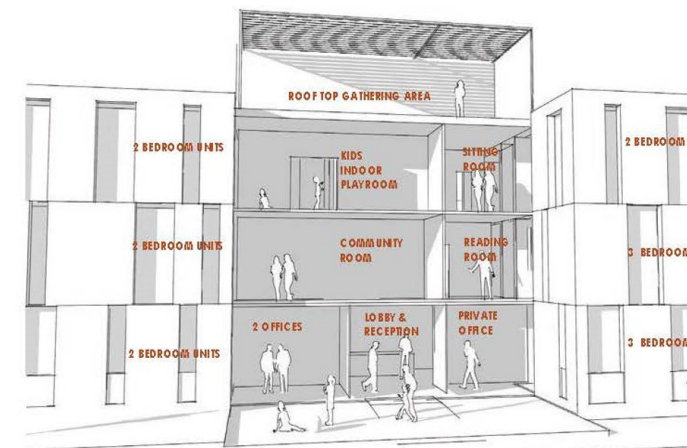 ROOF TOP GATHERING AREA
2 BEDROOM UNITS
KIDS
INDOOR
PLAYROOM
SITTING
ROOM
2 BEDROOM
2 BEDROOM UNITS
COMMUNITY
ROOM
READING
ROOM
3 BEDROOM
2 OFFICES
LOBBY &
RECEPTION
PRIVATE
OFFICE
2 BEDROOM UNITS
3 BEDROOM